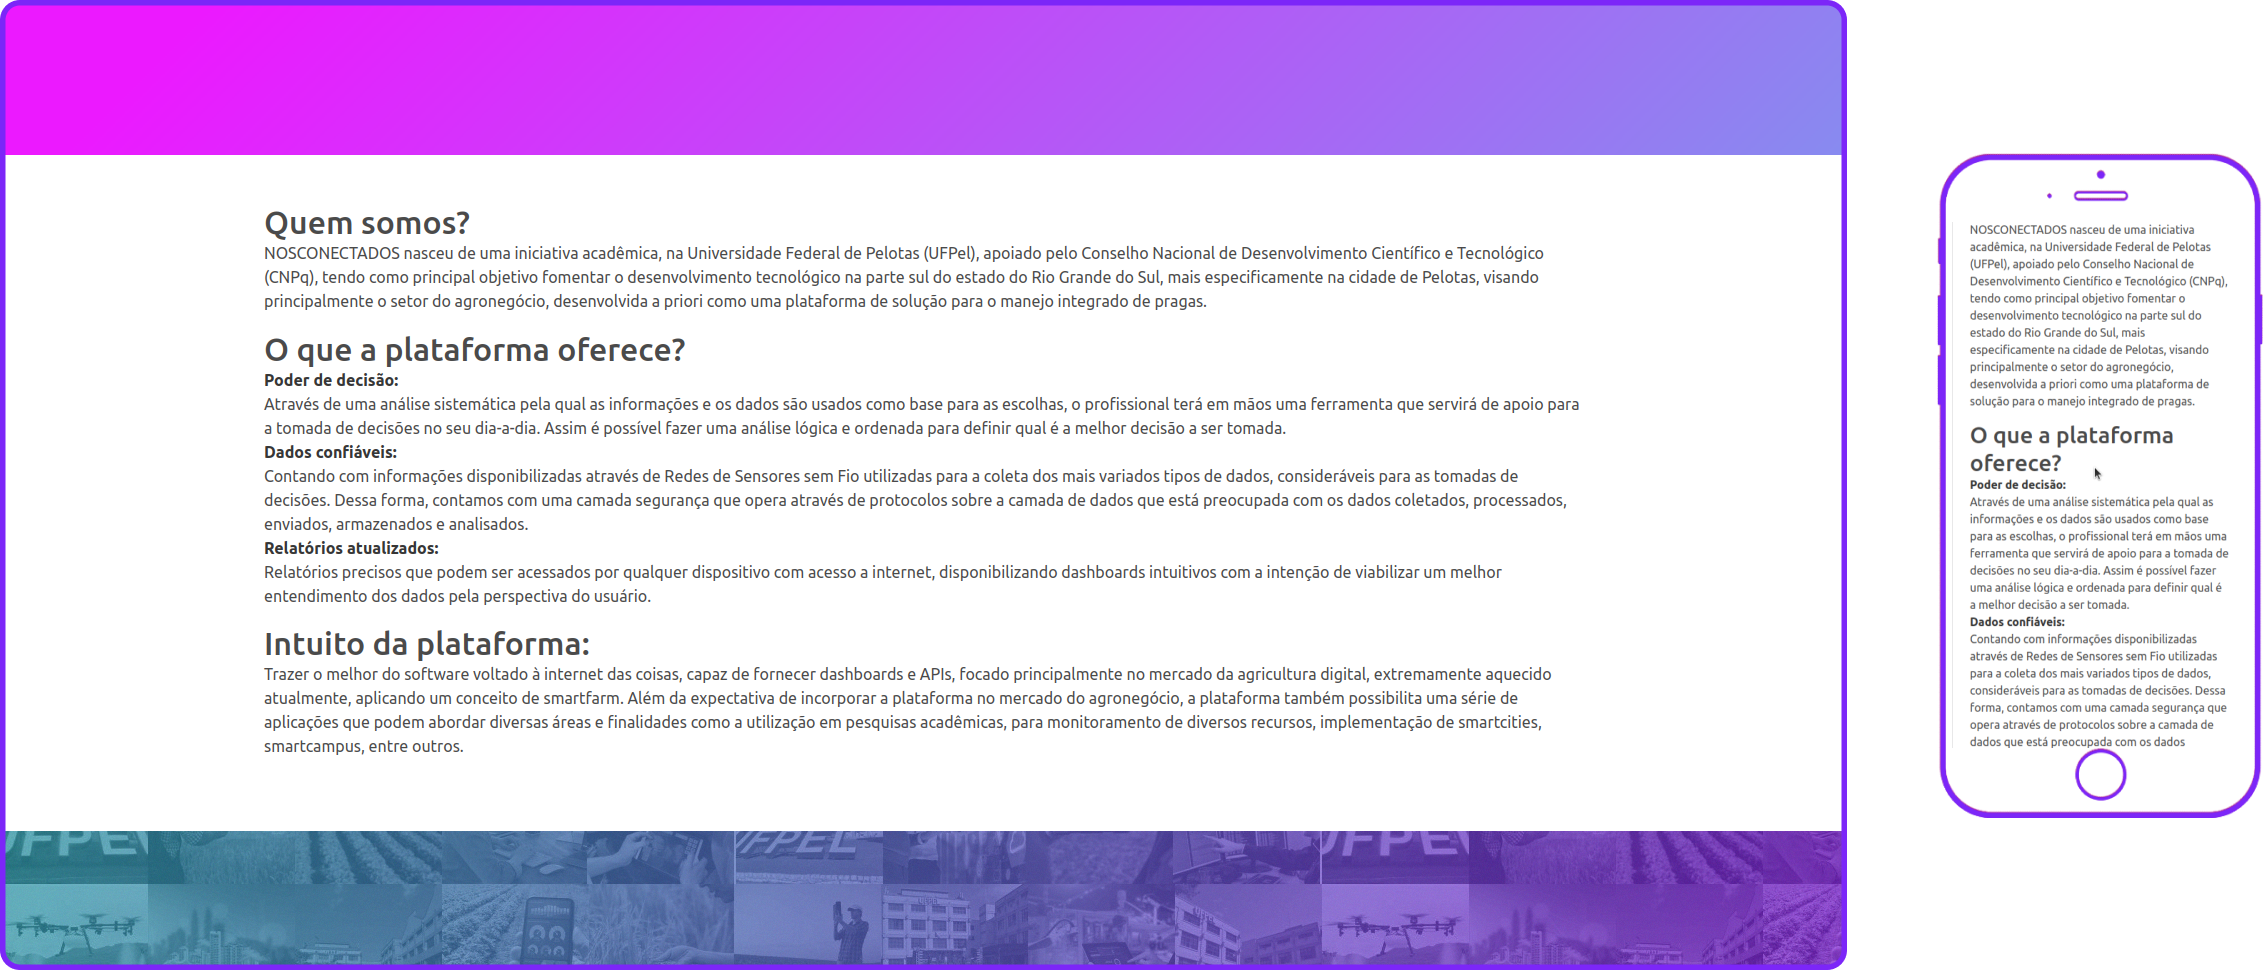 Quem somos?
NOSCONECTADOS nasceu de uma iniciativa acadêmica, na Universidade Federal de Pelotas (UFPel), apoiado pelo Conselho Nacional de Desenvolvimento Científico e Tecnológico
(CNPq), tendo como principal objetivo fomentar o desenvolvimento tecnológico na parte sul do estado do Rio Grande do Sul, mais especificamente na cidade de Pelotas, visando
principalmente o setor do agronegócio, desenvolvida a priori como uma plataforma de solução para o manejo integrado de pragas.
O que a plataforma oferece?
Poder de decisão:
Através de uma análise sistemática pela qual as informações e os dados são usados como base para as escolhas, o profissional terá em mãos uma ferramenta que servirá de apoio para
a tomada de decisões no seu dia-a-dia. Assim é possível fazer uma análise lógica e ordenada para definir qual é a melhor decisão a ser tomada.
Dados confiáveis:
Contando com informações disponibilizadas através de Redes de Sensores sem Fio utilizadas para a coleta dos mais variados tipos de dados, consideráveis para as tomadas de
decisões. Dessa forma, contamos com uma camada segurança que opera através de protocolos sobre a camada de dados que está preocupada com os dados coletados, processados,
enviados, armazenados e analisados.
Relatórios atualizados:
Relatórios precisos que podem ser acessados por qualquer dispositivo com acesso a internet, disponibilizando dashboards intuitivos com a intenção de viabilizar um melhor
entendimento dos dados pela perspectiva do usuário.
Intuito da plataforma:
Trazer o melhor do software voltado à internet das coisas, capaz de fornecer dashboards e APIs, focado principalmente no mercado da agricultura digital, extremamente aquecido
atualmente, aplicando um conceito de smartfarm. Além da expectativa de incorporar a plataforma no mercado do agronegócio, a plataforma também possibilita uma série de
aplicações que podem abordar diversas áreas e finalidades como a utilização em pesquisas acadêmicas, para monitoramento de diversos recursos, implementação de smartcities,
smartcampus, entre outros.
UFPEL
UFPEL
UFPEL
NOSCONECTADOS nasceu de uma iniciativa
acadêmica, na Universidade Federal de Pelotas
(UFPel), apoiado pelo Conselho Nacional de
Desenvolvimento Científico e Tecnológico (CNPq),
tendo como principal objetivo fomentar o
desenvolvimento tecnológico na parte sul do
estado do Rio Grande do Sul, mais
especificamente na cidade de Pelotas, visando
principalmente o setor do agronegócio,
desenvolvida a priori como uma plataforma de
solução para o manejo integrado de pragas.
O que a plataforma
oferece?
Poder de decisão:
Através de uma análise sistemática pela qual as
informações e os dados são usados como base
para as escolhas, o profissional terá em mãos uma
ferramenta que servirá de apoio para a tomada de
decisões no seu dia-a-dia. Assim é possível fazer
uma análise lógica e ordenada para definir qual é
a melhor decisão a ser tomada.
Dados confiáveis:
Contando com informações disponibilizadas
através de Redes de Sensores sem Fio utilizadas
para a coleta dos mais variados tipos de dados,
consideráveis para as tomadas de decisões. Dessa
forma, contamos com uma camada segurança que
opera através de protocolos sobre a camada de
dados que está preocupada com os dados